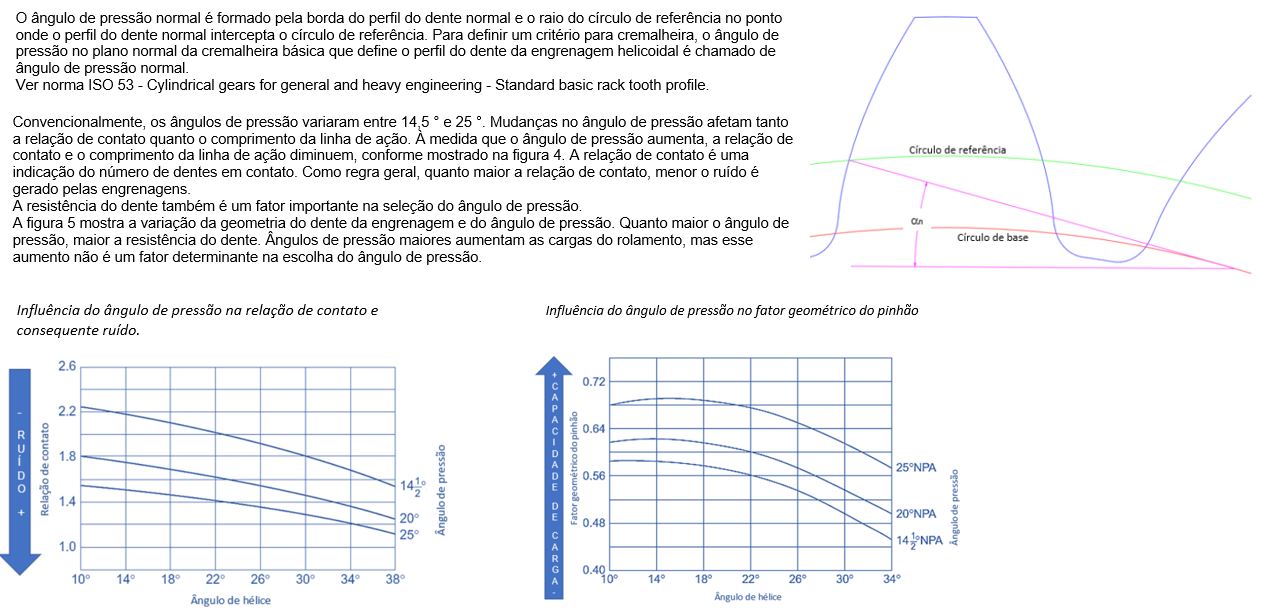 O ângulo de pressão normal é formado pela borda do perfil do dente normal e o raio do círculo de referência no ponto
onde o perfil do dente normal intercepta o círculo de referência. Para definir um critério para cremalheira, o ângulo de
pressão no plano normal da cremalheira básica que define o perfil do dente da engrenagem helicoidal é chamado de
ângulo de pressão normal.
Ver norma ISO 53 - Cylindrical gears for general and heavy engineering - Standard basic rack tooth profile.
Convencionalmente, os ângulos de pressão variaram entre 14,5 ° e 25 °. Mudanças no ângulo de pressão afetam tanto
a relação de contato quanto o comprimento da linha de ação. À medida que o ângulo de pressão aumenta, a relação de
contato e o comprimento da linha de ação diminuem, conforme mostrado na figura 4. A relação de contato é uma
indicação do número de dentes em contato. Como regra geral, quanto maior a relação de contato, menor o ruído é
gerado pelas engrenagens.
A resistência do dente também é um fator importante na seleção do ângulo de pressão.
A figura 5 mostra a variação da geometria do dente da engrenagem e do ângulo de pressão. Quanto maior o ângulo de
pressão, maior a resistência do dente. Ângulos de pressão maiores aumentam as cargas do rolamento, mas esse
aumento não é um fator determinante na escolha do ângulo de pressão.
Círculo de referência
αn
Círculo de base
Influência do ângulo de pressão na relação de contato e
consequente ruído.
- RUÍDO +
Relação de contato
2.6
2.2
1.8
1.4
1.0
10° 14° 18° 22° 26° 30° 34° 38°
Ângulo de hélice
14 1/2°
20°
25°
Ângulo de pressão
Influência do ângulo de pressão no fator geométrico do pinhão
+ CAPACIDADE DE CARGA -
Fator geométrico do pinhão
0.72
0.64
0.56
0.48
0.40
10° 14° 18° 22° 26° 30° 34°
Ângulo de hélice
25°NPA
20°NPA
14 1/2°NPA
Ângulo de pressão